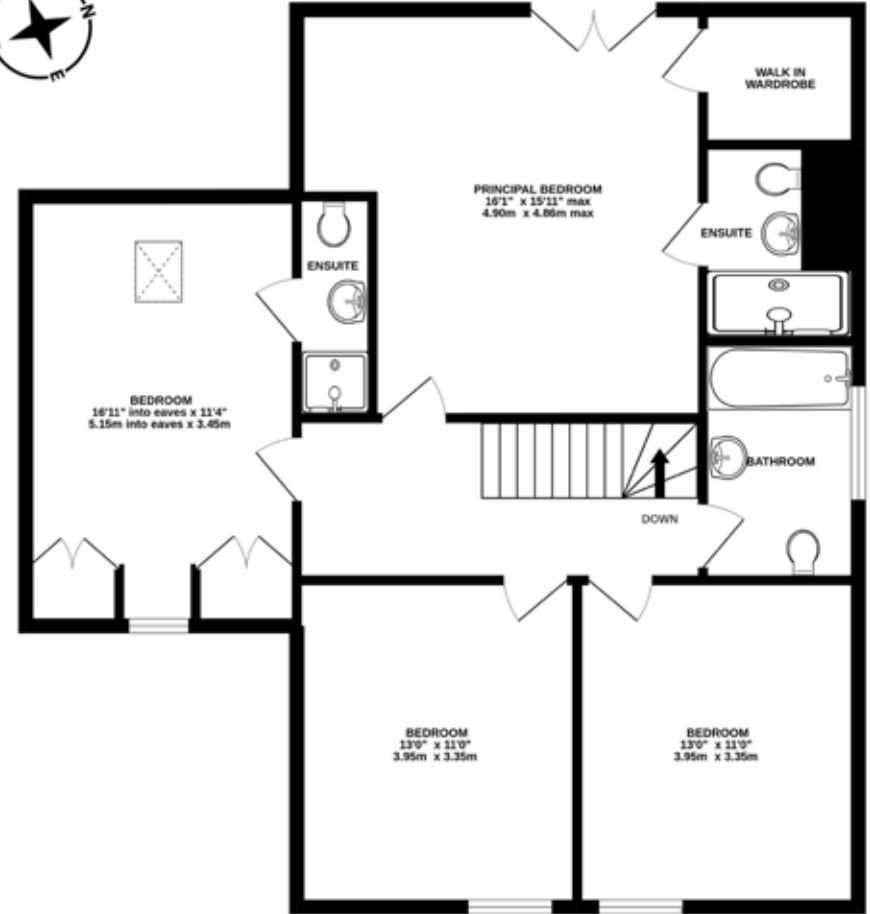 N
E
WALK IN
WARDROBE
PRINCIPAL BEDROOM
16'1" x 15'11" max
4.90m x 4.86m max
ENSUITE
ENSUITE
BEDROOM
16'11" into eaves x 11'4"
5.15m into eaves x 3.45m
BATHROOM
DOWN
BEDROOM
13'0" x 11'0"
3.95m x 3.35m
BEDROOM
13'0" x 11'0"
3.95m x 3.35m